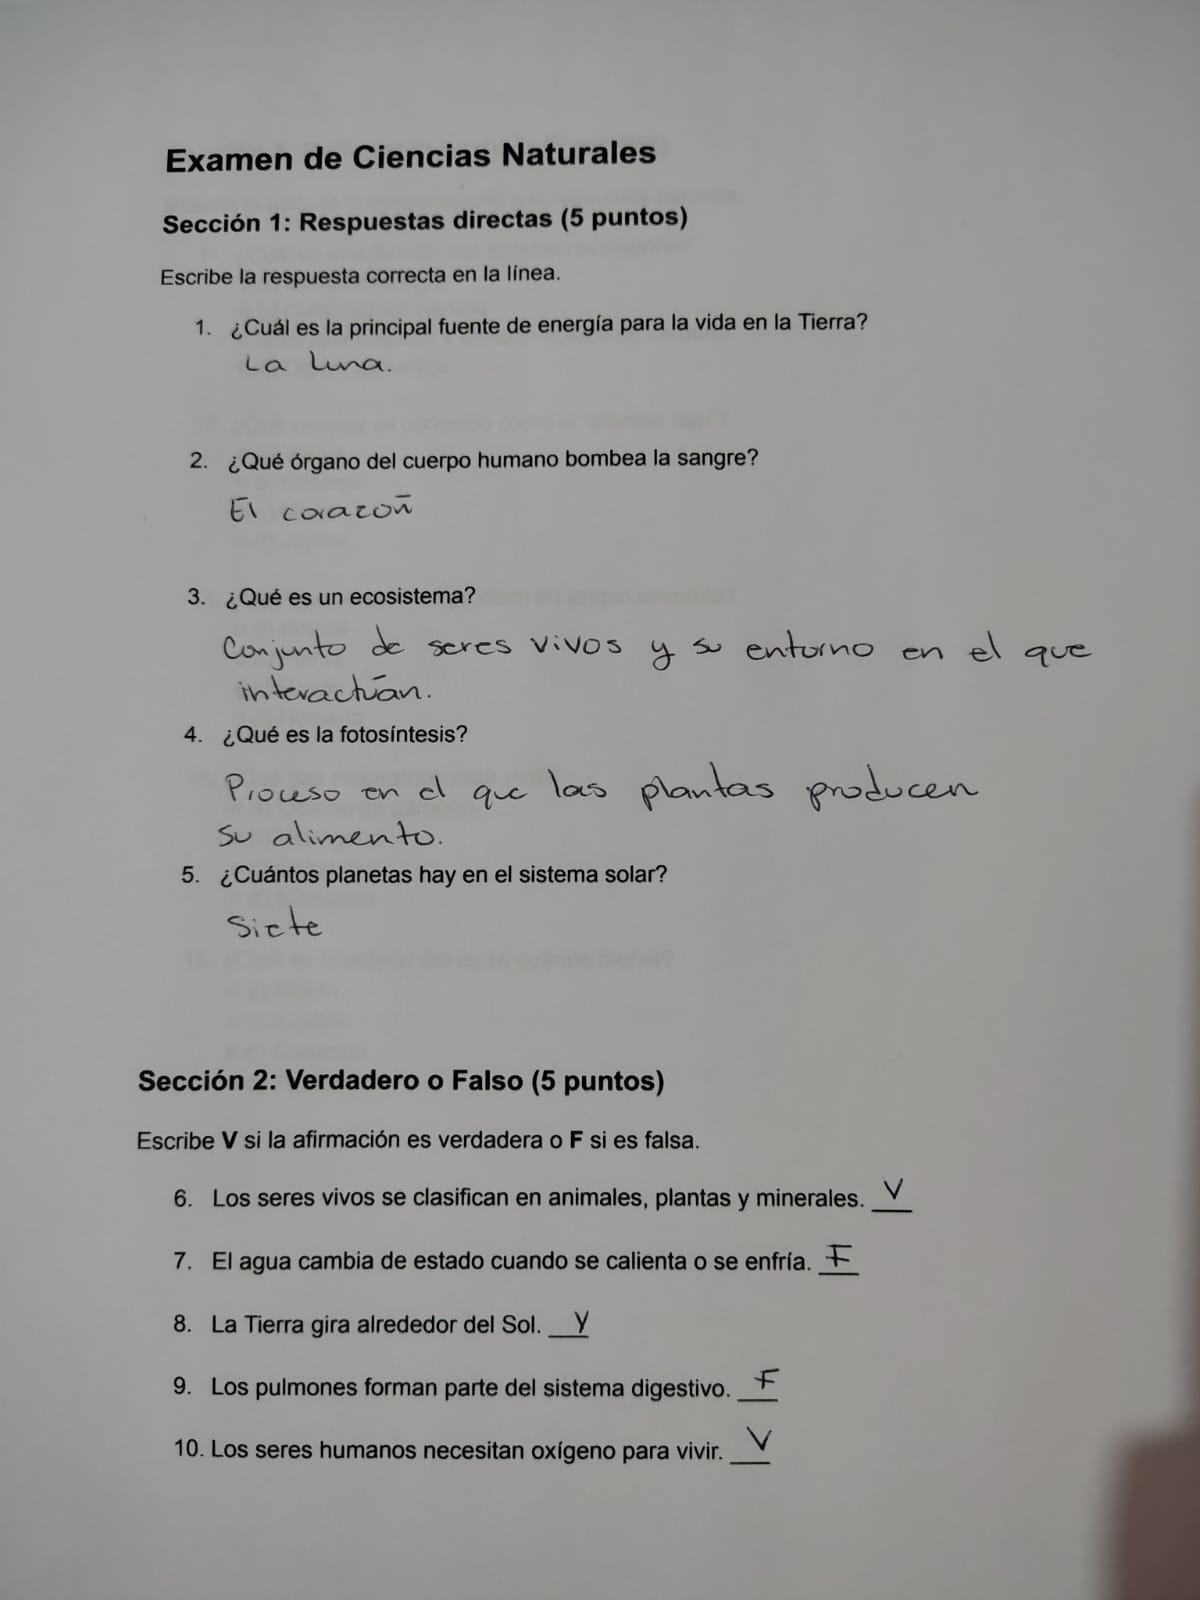 Examen de Ciencias Naturales
Sección 1: Respuestas directas (5 puntos)
Escribe la respuesta correcta en la línea.
1. ¿Cuál es la principal fuente de energía para la vida en la Tierra?
La luna.
2. ¿Qué órgano del cuerpo humano bombea la sangre?
El corazón
3. ¿Qué es un ecosistema?
Conjunto de seres vivos y su entorno en el que
interactúan.
4. ¿Qué es la fotosíntesis?
Proceso en el que las plantas producen
su alimento.
5. ¿Cuántos planetas hay en el sistema solar?
Siete
Sección 2: Verdadero o Falso (5 puntos)
Escribe V si la afirmación es verdadera o F si es falsa.
6. Los seres vivos se clasifican en animales, plantas y minerales. V
7. El agua cambia de estado cuando se calienta o se enfría. F
8. La Tierra gira alrededor del Sol. V
9. Los pulmones forman parte del sistema digestivo. F
10. Los seres humanos necesitan oxígeno para vivir. V